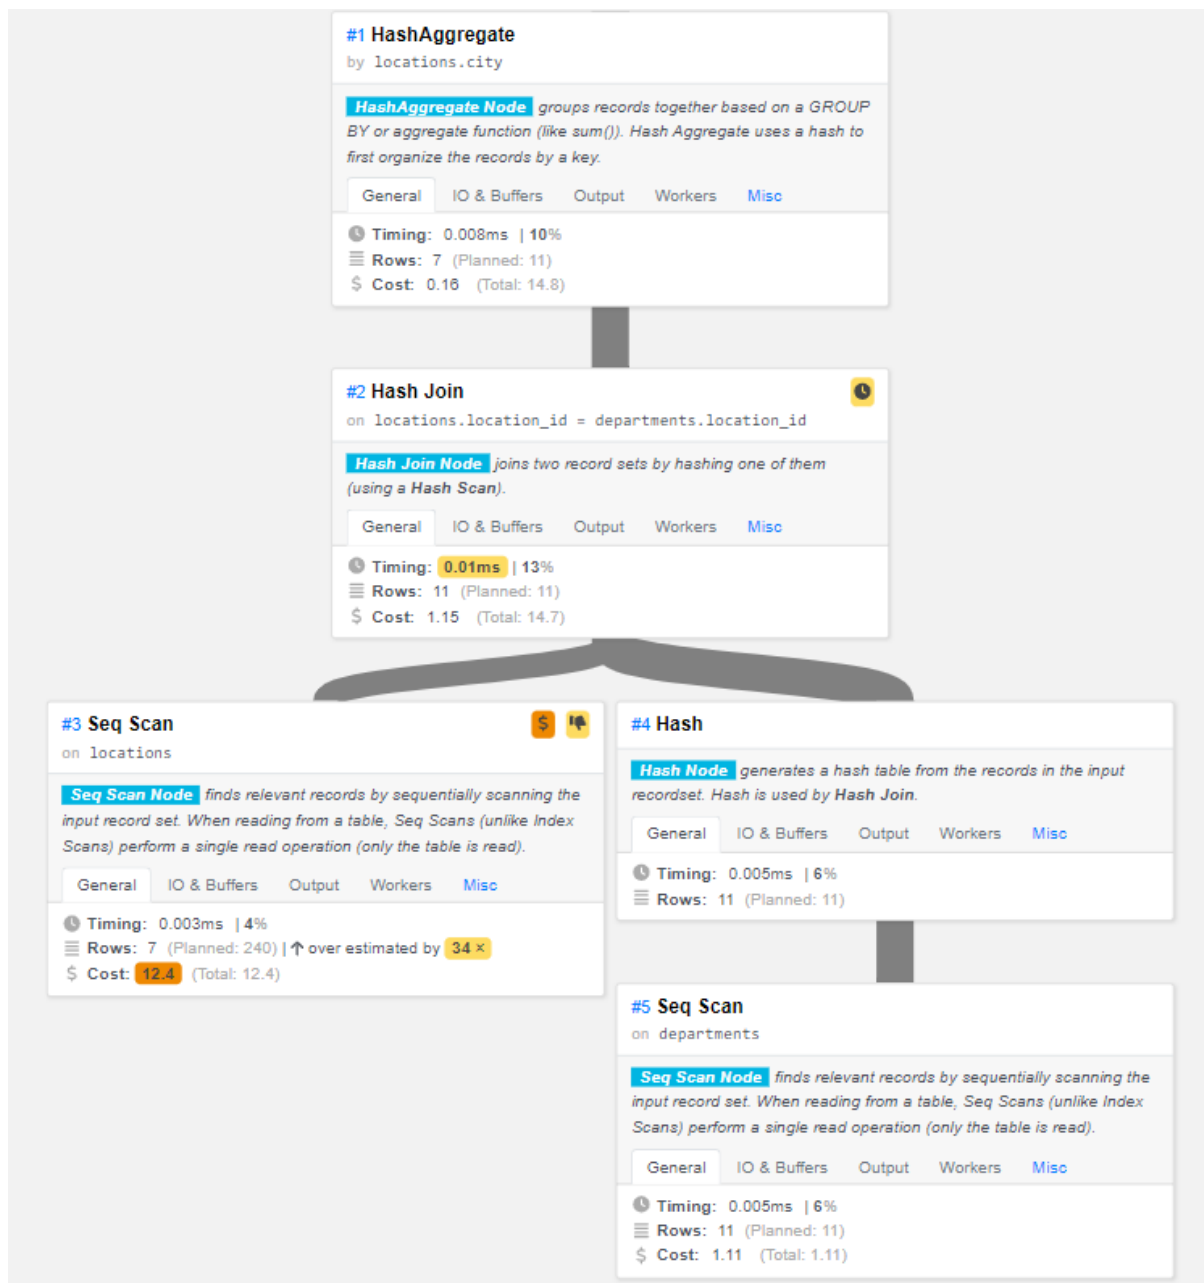 #1 HashAggregate
by locations.city
HashAggregate Node groups records together based on a GROUP
BY or aggregate function (like sum()). Hash Aggregate uses a hash to
first organize the records by a key.
General IO & Buffers Output Workers Misc
Timing: 0.008ms | 10%
Rows: 7 (Planned: 11)
$ Cost: 0.16 (Total: 14.8)
#2 Hash Join
on locations.location_id = departments.location_id
Hash Join Node joins two record sets by hashing one of them
(using a Hash Scan).
General IO & Buffers Output Workers Misc
Timing: 0.01ms | 13%
Rows: 11 (Planned: 11)
$ Cost: 1.15 (Total: 14.7)
#3 Seq Scan $
on locations
Seq Scan Node finds relevant records by sequentially scanning the
input record set. When reading from a table, Seq Scans (unlike Index
Scans) perform a single read operation (only the table is read).
General IO & Buffers Output Workers Misc
Timing: 0.003ms | 4%
Rows: 7 (Planned: 240) | ↑ over estimated by 34 ×
$ Cost: 12.4 (Total: 12.4)
#4 Hash
Hash Node generates a hash table from the records in the input
recordset. Hash is used by Hash Join.
General IO & Buffers Output Workers Misc
Timing: 0.005ms | 6%
Rows: 11 (Planned: 11)
#5 Seq Scan
on departments
Seq Scan Node finds relevant records by sequentially scanning the
input record set. When reading from a table, Seq Scans (unlike Index
Scans) perform a single read operation (only the table is read).
General IO & Buffers Output Workers Misc
Timing: 0.005ms | 6%
Rows: 11 (Planned: 11)
$ Cost: 1.11 (Total: 1.11)